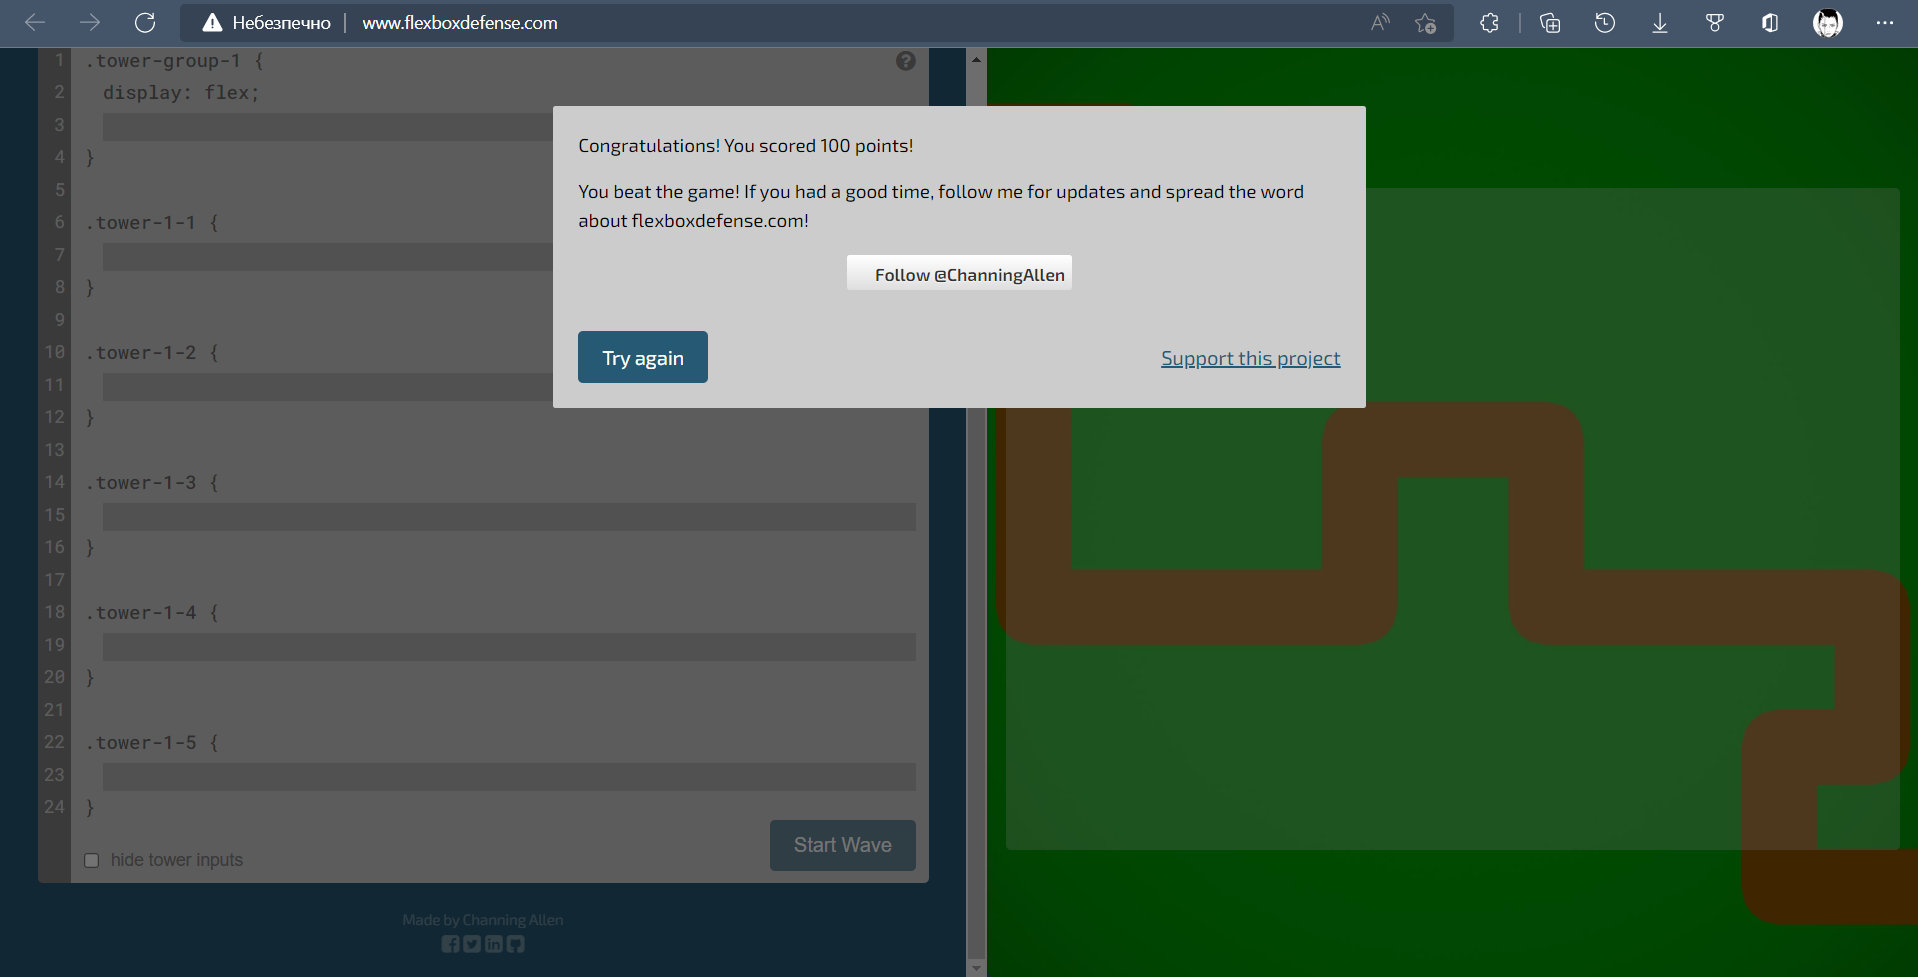 Небезпечно | www.flexboxdefense.com
1 .tower-group-1 {
2 display: flex;
3
4 }
5
6 .tower-1-1 {
7
8 }
9
10 .tower-1-2 {
11
12 }
13
14 .tower-1-3 {
15
16 }
17
18 .tower-1-4 {
19
20 }
21
22 .tower-1-5 {
23
24 }
hide tower inputs
Start Wave
Made by Channing Allen
Congratulations! You scored 100 points!
You beat the game! If you had a good time, follow me for updates and spread the word
about flexboxdefense.com!
Follow @ChanningAllen
Try again
Support this project